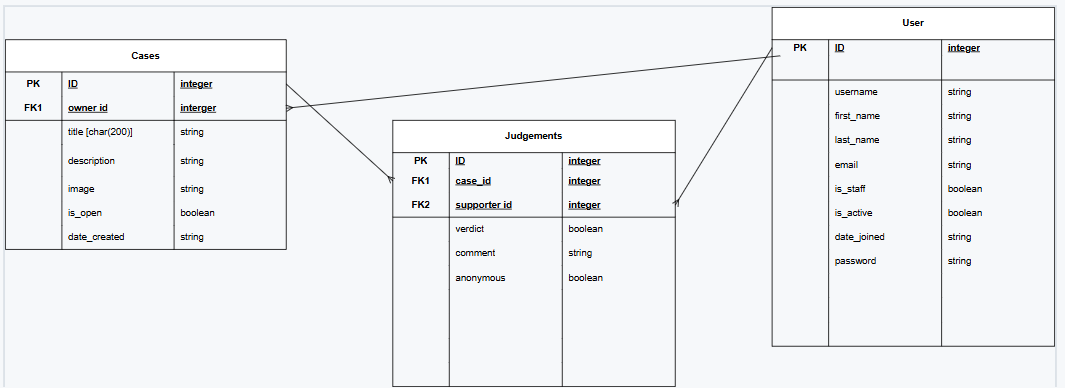 Cases
PK ID integer
FK1 owner id interger
title [char(200)] string
description string
image string
is_open boolean
date_created string
Judgements
PK ID integer
FK1 case_id integer
FK2 supporter id integer
verdict boolean
comment string
anonymous boolean
User
PK ID integer
username string
first_name string
last_name string
email string
is_staff boolean
is_active boolean
date_joined string
password string